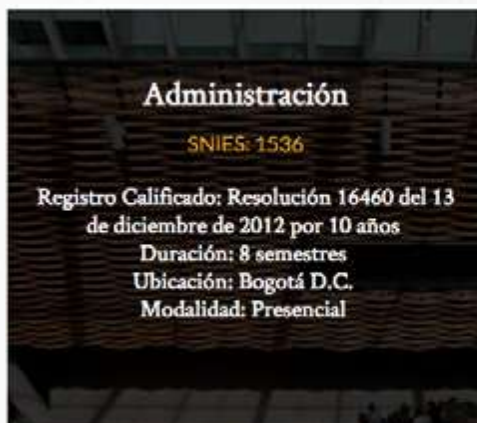 Administración
SNIES: 1536
Registro Calificado: Resolución 16460 del 13
de diciembre de 2012 por 10 años
Duración: 8 semestres
Ubicación: Bogotá D.C.
Modalidad: Presencial